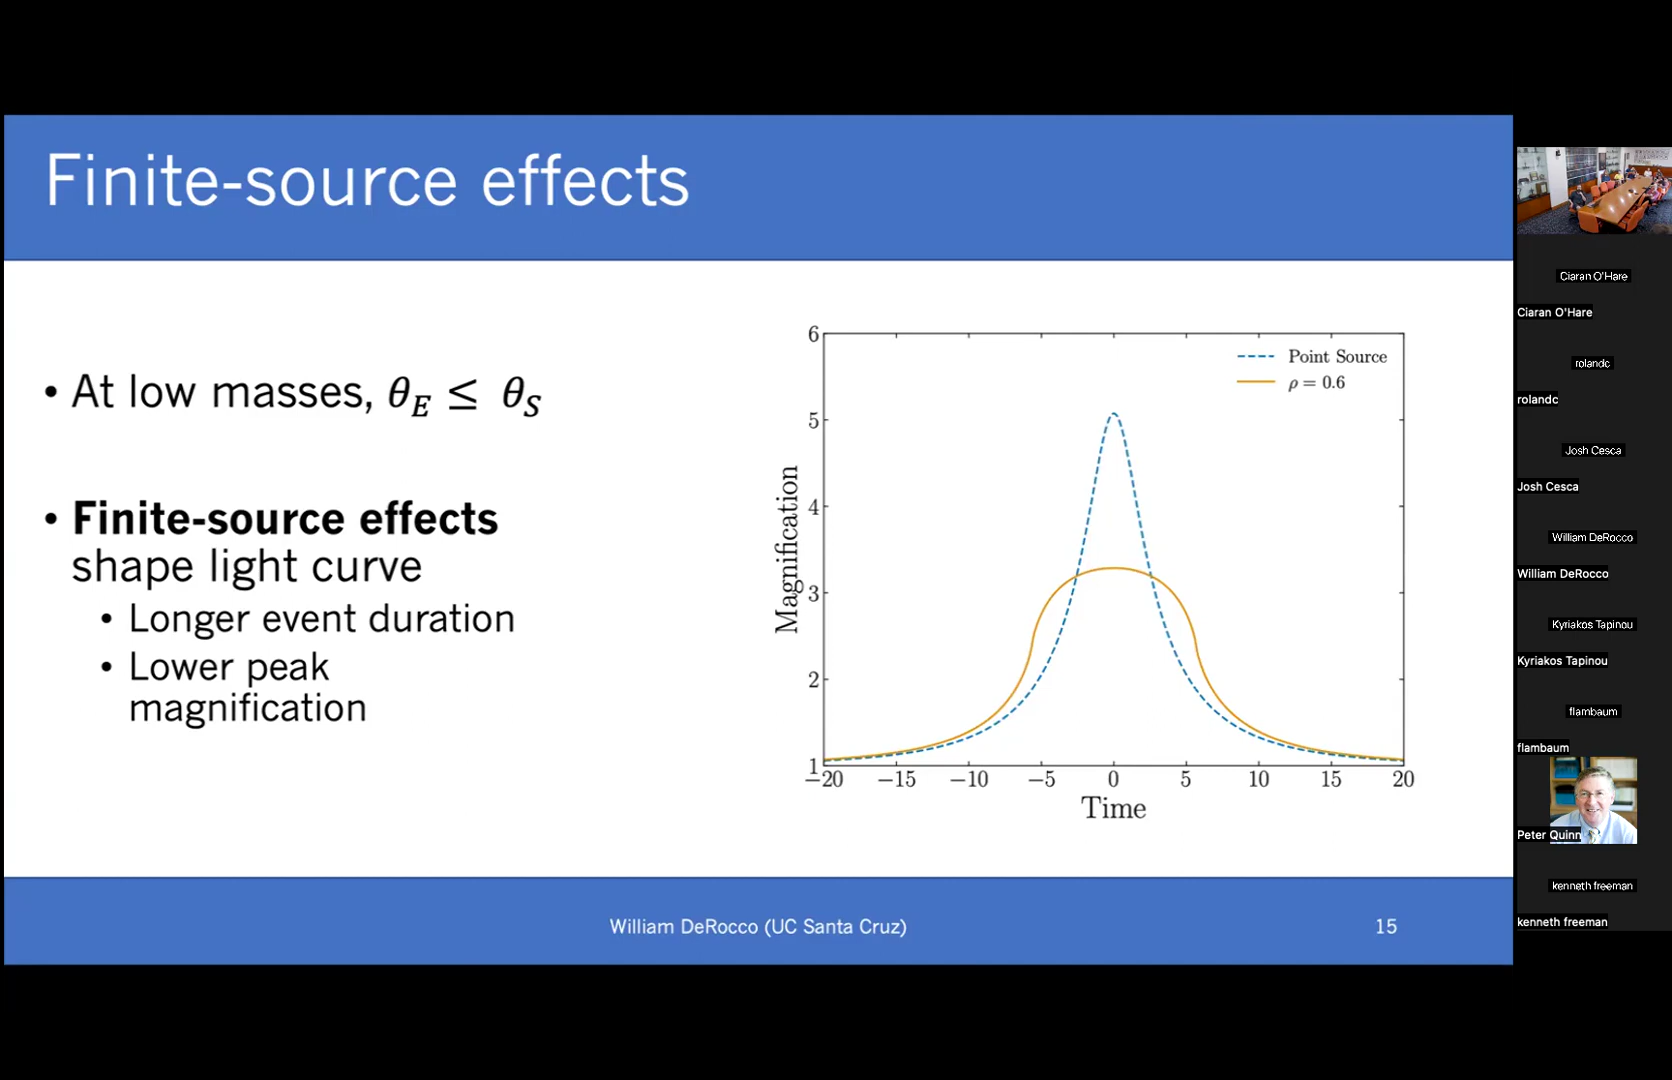 Finite-source effects
• At low masses, θ_E ≤ θ_S
• Finite-source effects
shape light curve
• Longer event duration
• Lower peak
magnification
6
5
4
3
2
1
Magnification
Point Source
ρ = 0.6
−20 −15 −10 −5 0 5 10 15 20
Time
William DeRocco (UC Santa Cruz)
15
Ciaran O'Hare
Ciaran O'Hare
rolandc
rolandc
Josh Cesca
Josh Cesca
William DeRocco
William DeRocco
Kyriakos Tapinou
Kyriakos Tapinou
flambaum
flambaum
Peter Quinn
kenneth freeman
kenneth freeman